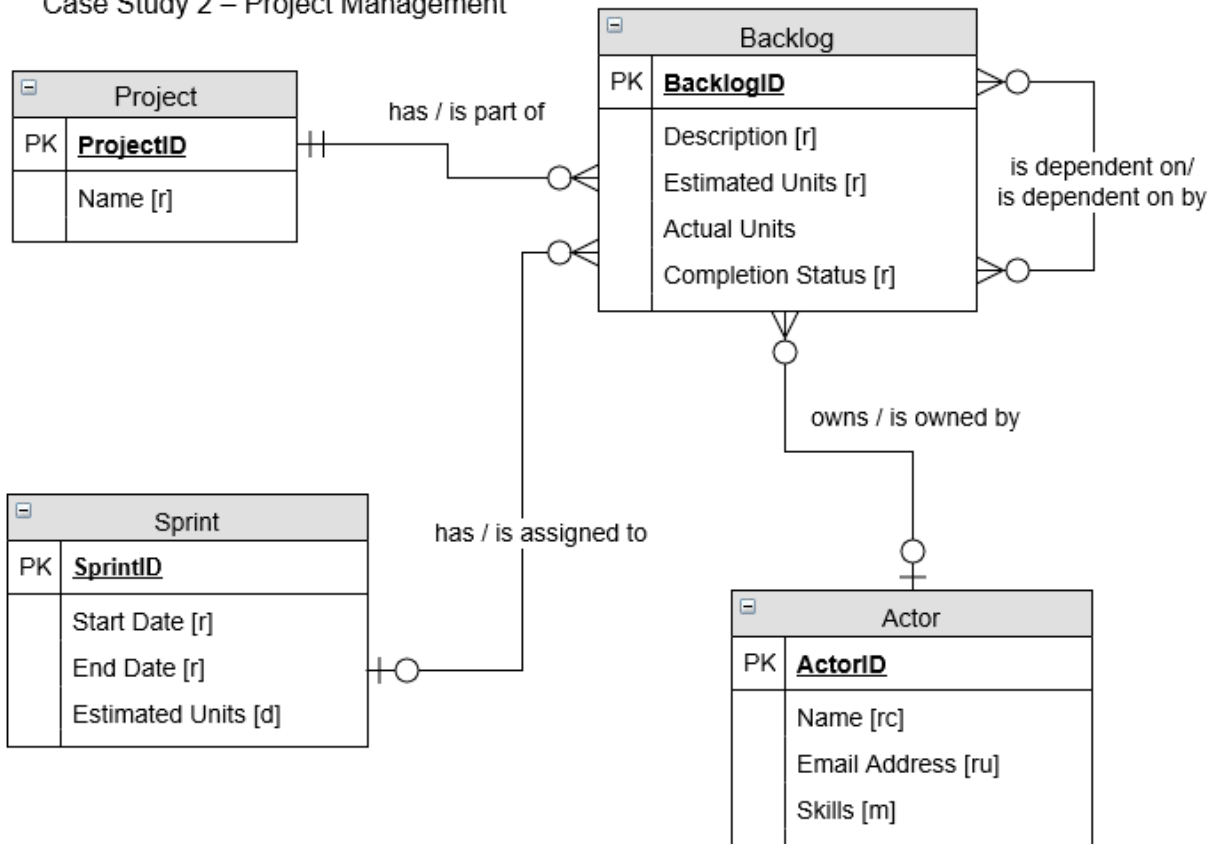 Case Study 2 – Project Management
Project
PK ProjectID
Name [r]
has / is part of
Backlog
PK BacklogID
Description [r]
Estimated Units [r]
Actual Units
Completion Status [r]
is dependent on/
is dependent on by
owns / is owned by
Sprint
PK SprintID
Start Date [r]
End Date [r]
Estimated Units [d]
has / is assigned to
Actor
PK ActorID
Name [rc]
Email Address [ru]
Skills [m]